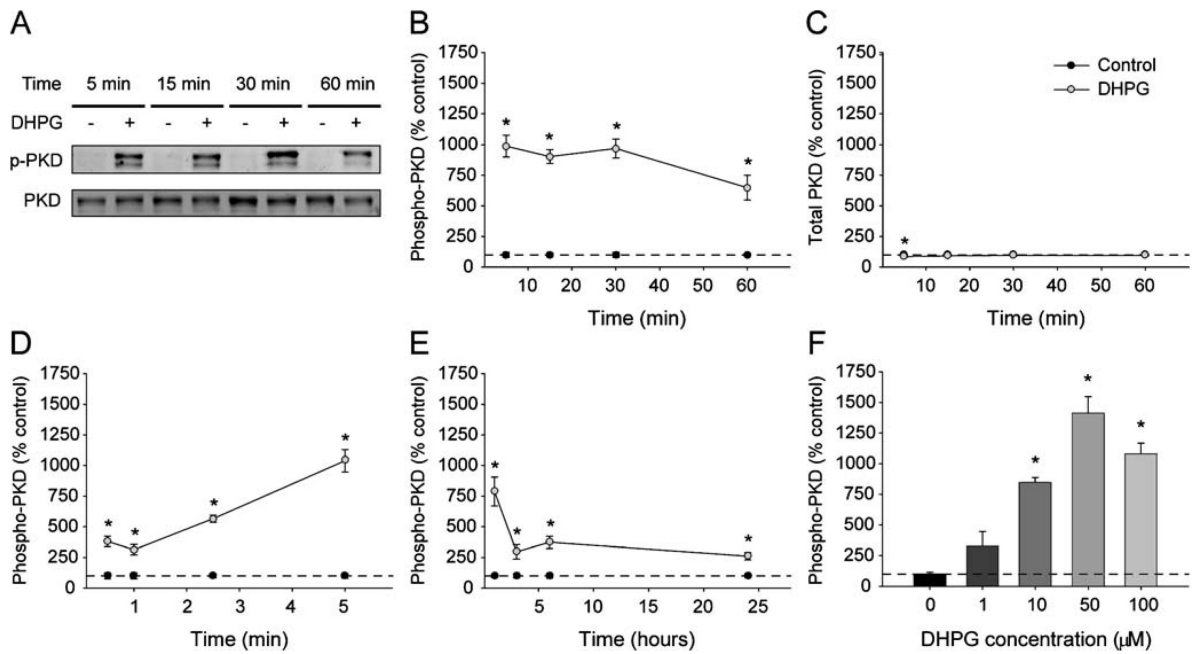 A
Time 5 min 15 min 30 min 60 min
DHPG - + - + - + - +
p-PKD
PKD
B
Phospho-PKD (% control)
1750
1500
1250
1000
750
500
250
0
* * * *
10 20 30 40 50 60
Time (min)
C
Total PKD (% control)
1750
1500
1250
1000
750
500
250
0
Control
DHPG
*
10 20 30 40 50 60
Time (min)
D
Phospho-PKD (% control)
1750
1500
1250
1000
750
500
250
0
* * * *
1 2 3 4 5
Time (min)
E
Phospho-PKD (% control)
1750
1500
1250
1000
750
500
250
0
* * * *
5 10 15 20 25
Time (hours)
F
Phospho-PKD (% control)
1750
1500
1250
1000
750
500
250
0
* * *
0 1 10 50 100
DHPG concentration (μM)